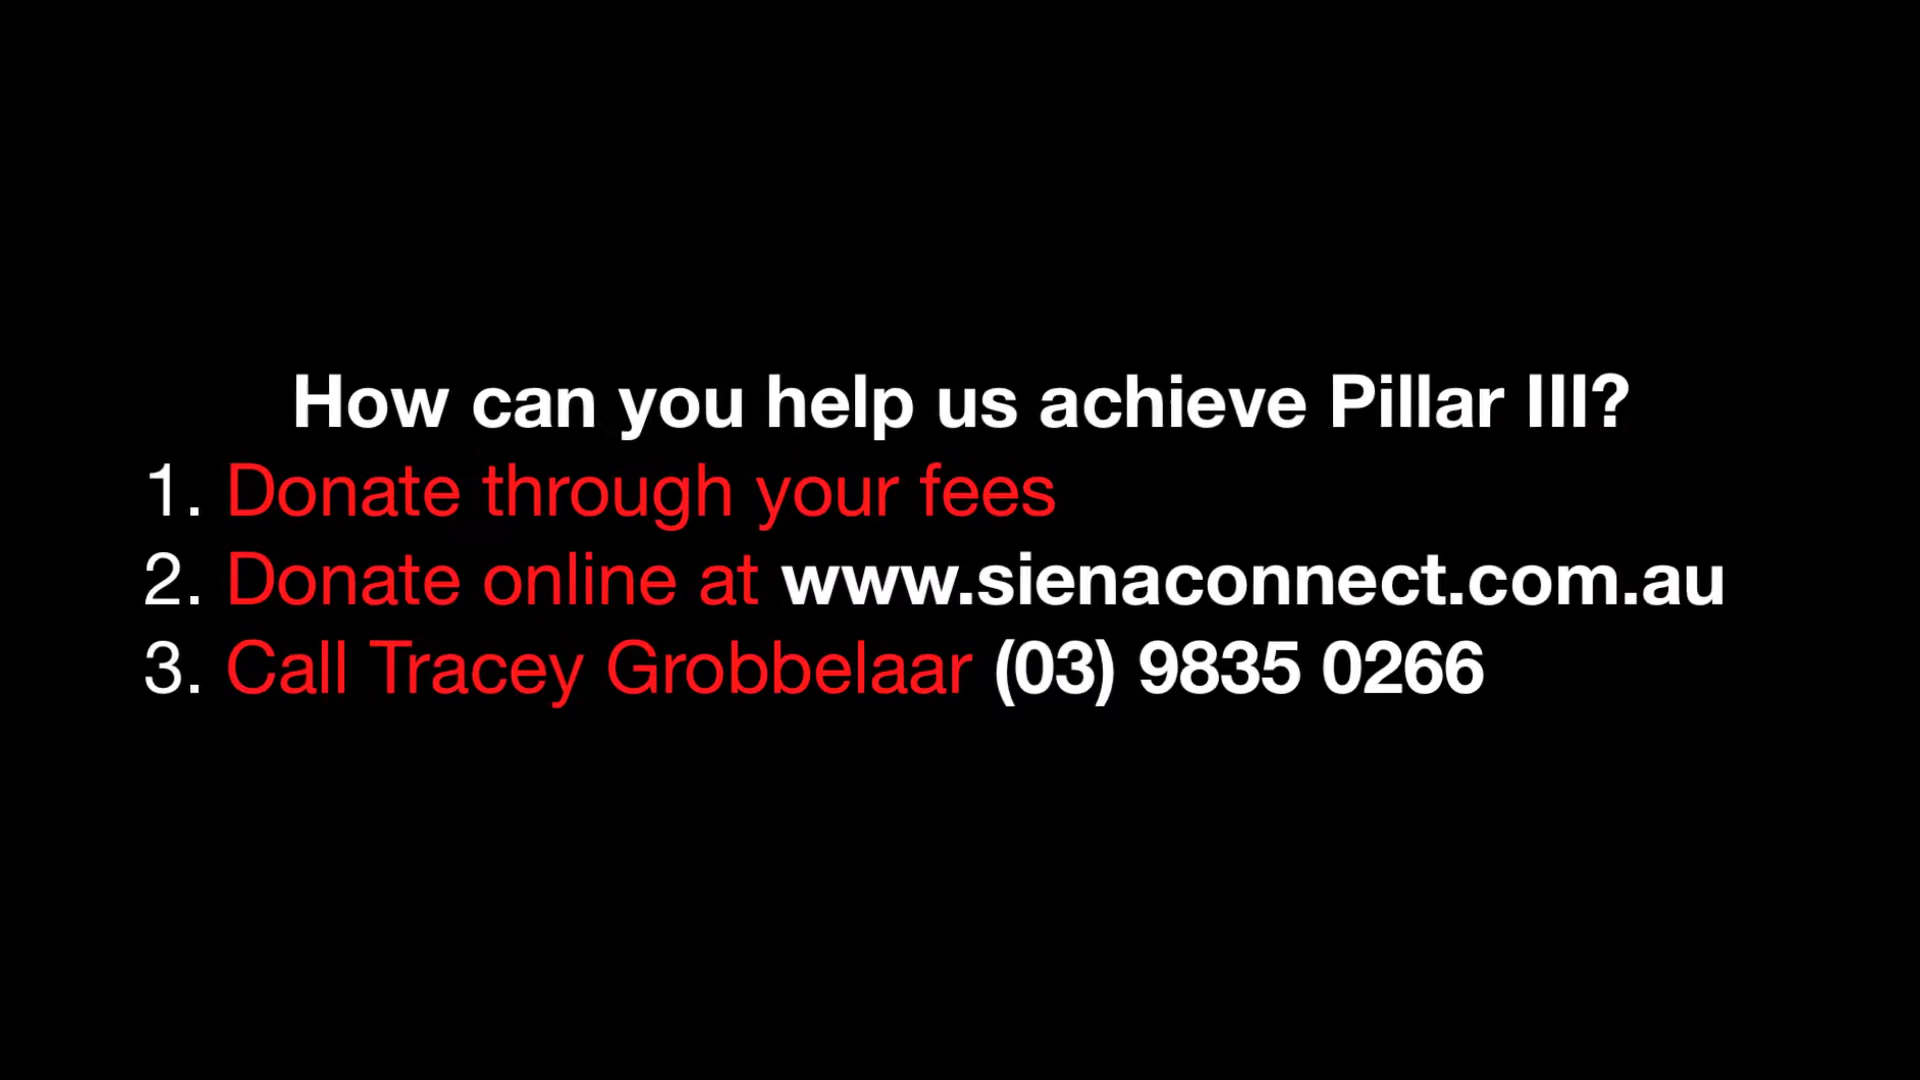 How can you help us achieve Pillar III?
1. Donate through your fees
2. Donate online at www.sienaconnect.com.au
3. Call Tracey Grobbelaar (03) 9835 0266